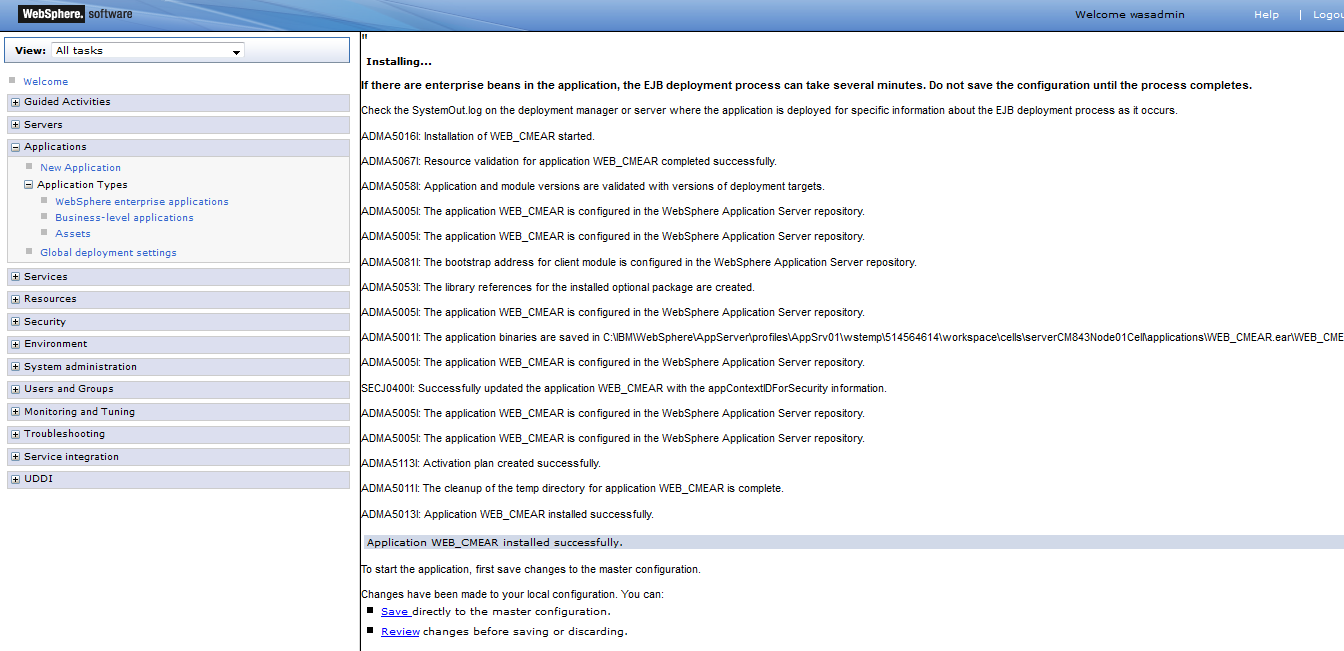 WebSphere. software
Welcome wasadmin
Help | Logou
View: All tasks
Welcome
Guided Activities
Servers
Applications
New Application
Application Types
WebSphere enterprise applications
Business-level applications
Assets
Global deployment settings
Services
Resources
Security
Environment
System administration
Users and Groups
Monitoring and Tuning
Troubleshooting
Service integration
UDDI
"
Installing...
If there are enterprise beans in the application, the EJB deployment process can take several minutes. Do not save the configuration until the process completes.
Check the SystemOut.log on the deployment manager or server where the application is deployed for specific information about the EJB deployment process as it occurs.
ADMA5016I: Installation of WEB_CMEAR started.
ADMA5067I: Resource validation for application WEB_CMEAR completed successfully.
ADMA5058I: Application and module versions are validated with versions of deployment targets.
ADMA5005I: The application WEB_CMEAR is configured in the WebSphere Application Server repository.
ADMA5005I: The application WEB_CMEAR is configured in the WebSphere Application Server repository.
ADMA5081I: The bootstrap address for client module is configured in the WebSphere Application Server repository.
ADMA5053I: The library references for the installed optional package are created.
ADMA5005I: The application WEB_CMEAR is configured in the WebSphere Application Server repository.
ADMA5001I: The application binaries are saved in C:\IBM\WebSphere\AppServer\profiles\AppSrv01\wstemp\514564614\workspace\cells\serverCM843Node01Cell\applications\WEB_CMEAR.ear\WEB_CME
ADMA5005I: The application WEB_CMEAR is configured in the WebSphere Application Server repository.
SECJ0400I: Successfully updated the application WEB_CMEAR with the appContextIDForSecurity information.
ADMA5005I: The application WEB_CMEAR is configured in the WebSphere Application Server repository.
ADMA5005I: The application WEB_CMEAR is configured in the WebSphere Application Server repository.
ADMA5113I: Activation plan created successfully.
ADMA5011I: The cleanup of the temp directory for application WEB_CMEAR is complete.
ADMA5013I: Application WEB_CMEAR installed successfully.
Application WEB_CMEAR installed successfully.
To start the application, first save changes to the master configuration.
Changes have been made to your local configuration. You can:
Save directly to the master configuration.
Review changes before saving or discarding.